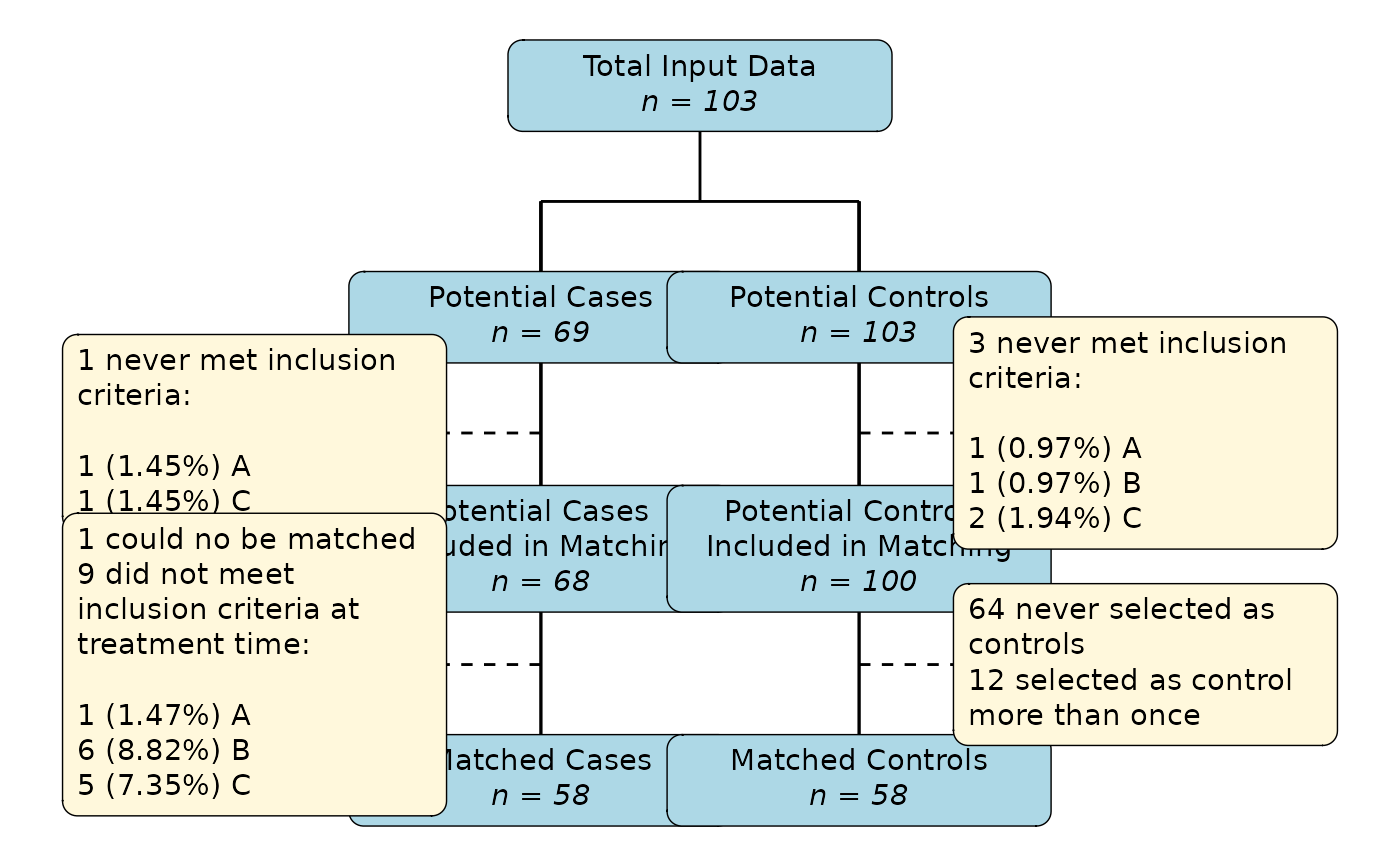 Total Input Data
n = 103
Potential Cases
n = 69
Potential Controls
n = 103
1 never met inclusion
criteria:
1 (1.45%) A
1 (1.45%) C
3 never met inclusion
criteria:
1 (0.97%) A
1 (0.97%) B
2 (1.94%) C
Cases
in
n = 68
Potential
Included in Matching
n = 100
1 could no be matched
9 did not meet
inclusion criteria at
treatment time:
1 (1.47%) A
6 (8.82%) B
5 (7.35%) C
64 never selected as
controls
12 selected as control
more than once
Matched Cases
n = 58
Matched Controls
n = 58